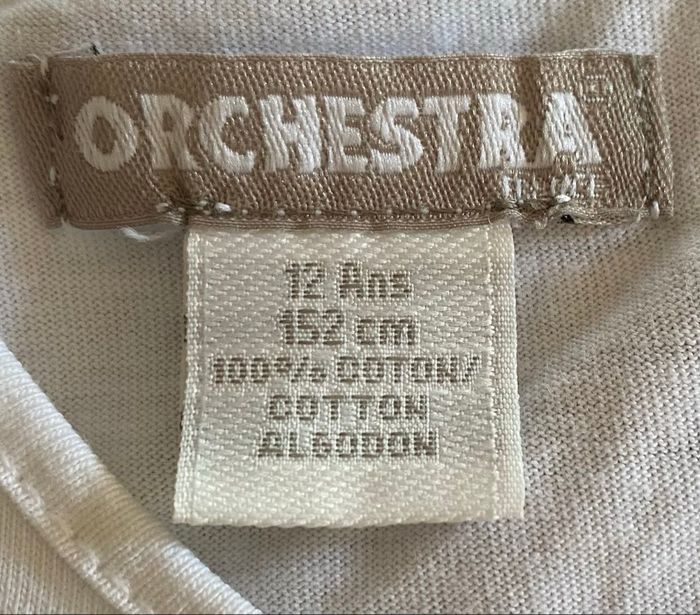 ORCHESTRA
12 Ans
152 cm
100% COTON/
COTTON
ALGODON